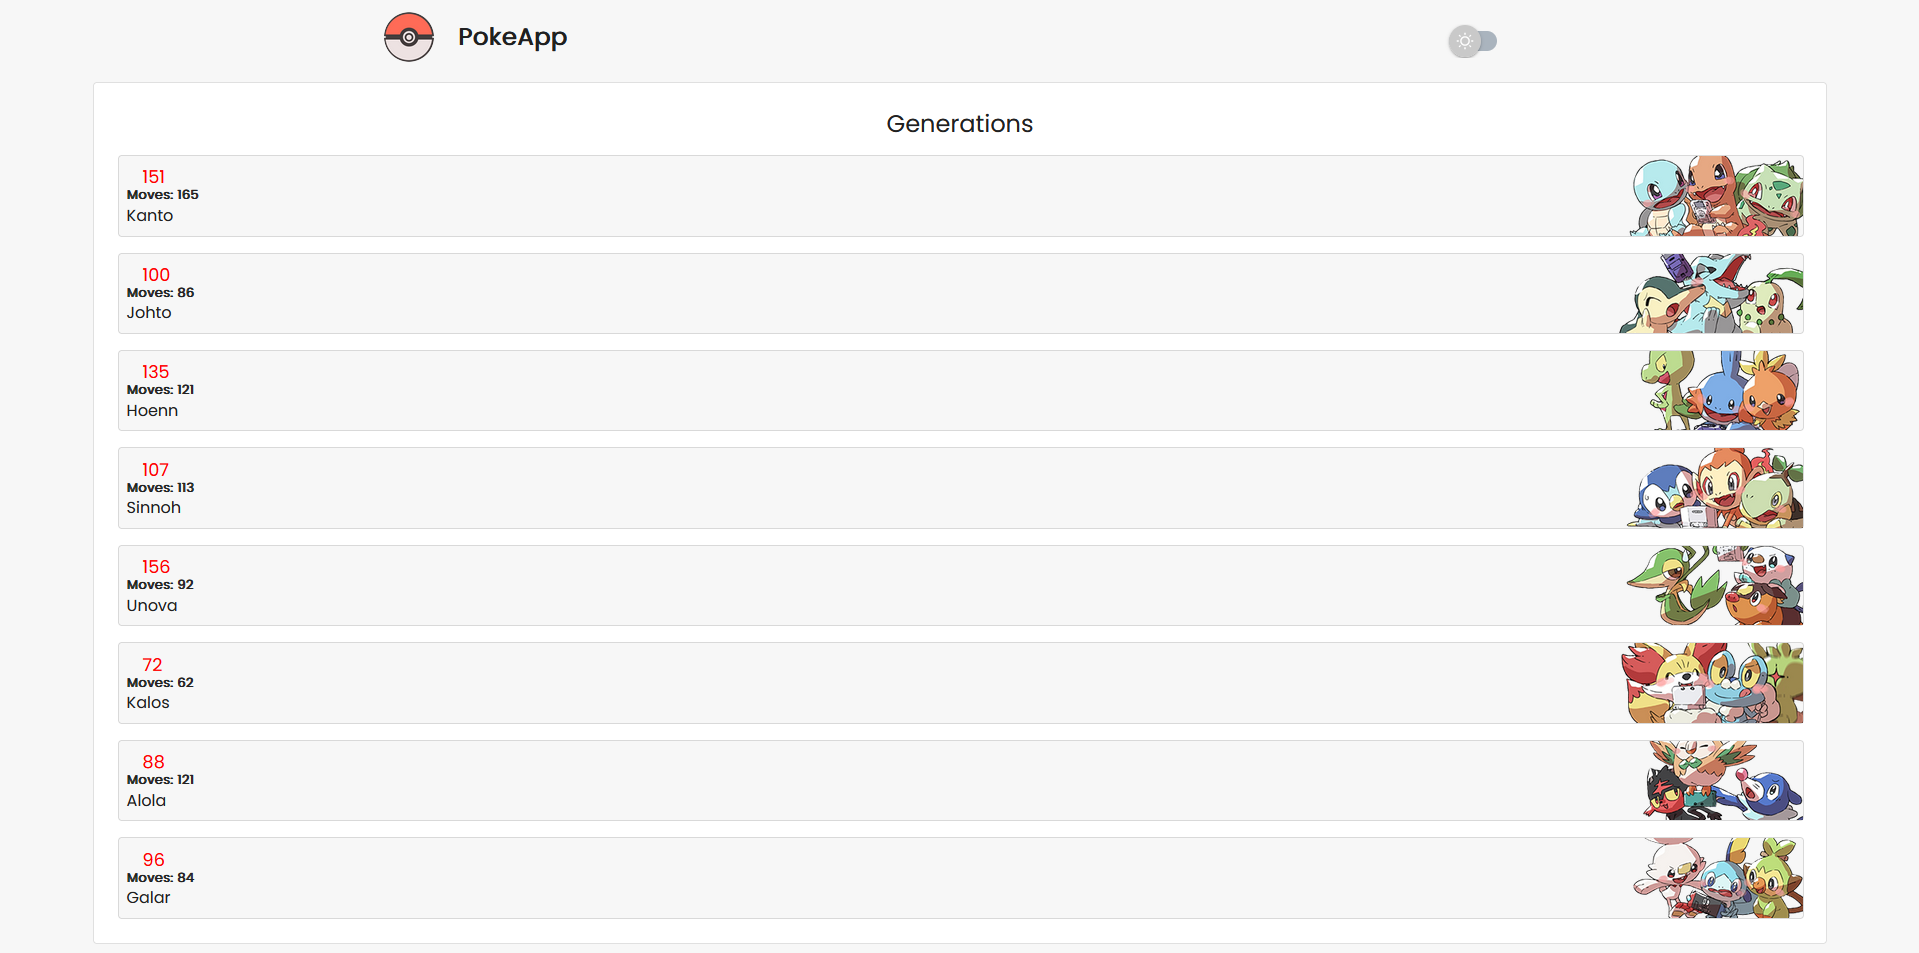 PokeApp
Generations
151
Moves: 165
Kanto
100
Moves: 86
Johto
135
Moves: 121
Hoenn
107
Moves: 113
Sinnoh
156
Moves: 92
Unova
72
Moves: 62
Kalos
88
Moves: 121
Alola
96
Moves: 84
Galar